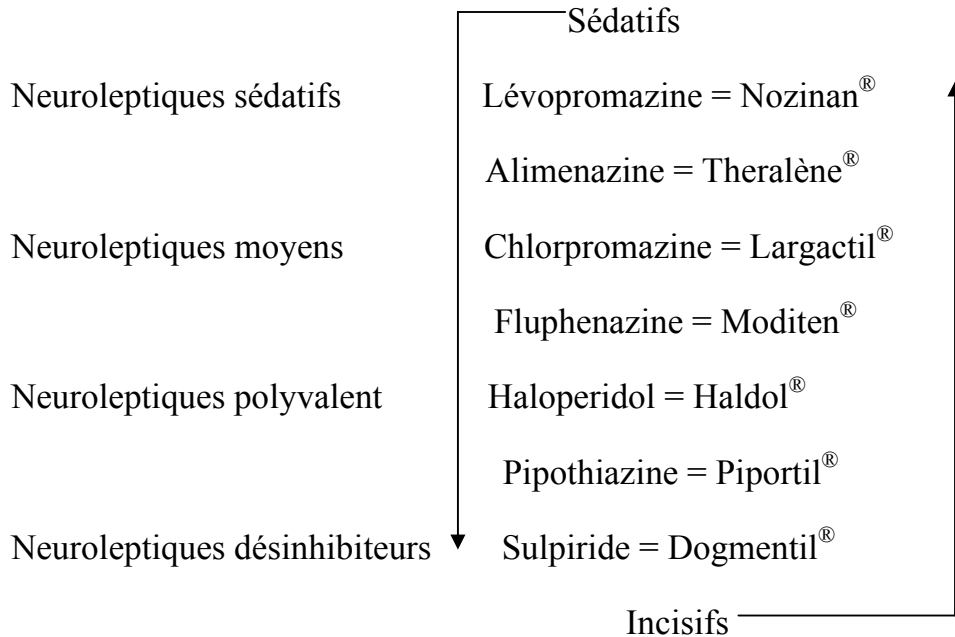 Sédatifs
Neuroleptiques sédatifs Lévopromazine = Nozinan®
Alimenazine = Theralène®
Neuroleptiques moyens Chlorpromazine = Largactil®
Fluphenazine = Moditen®
Neuroleptiques polyvalent Haloperidol = Haldol®
Pipothiazine = Piportil®
Neuroleptiques désinhibiteurs Sulpiride = Dogmentil®
Incisifs